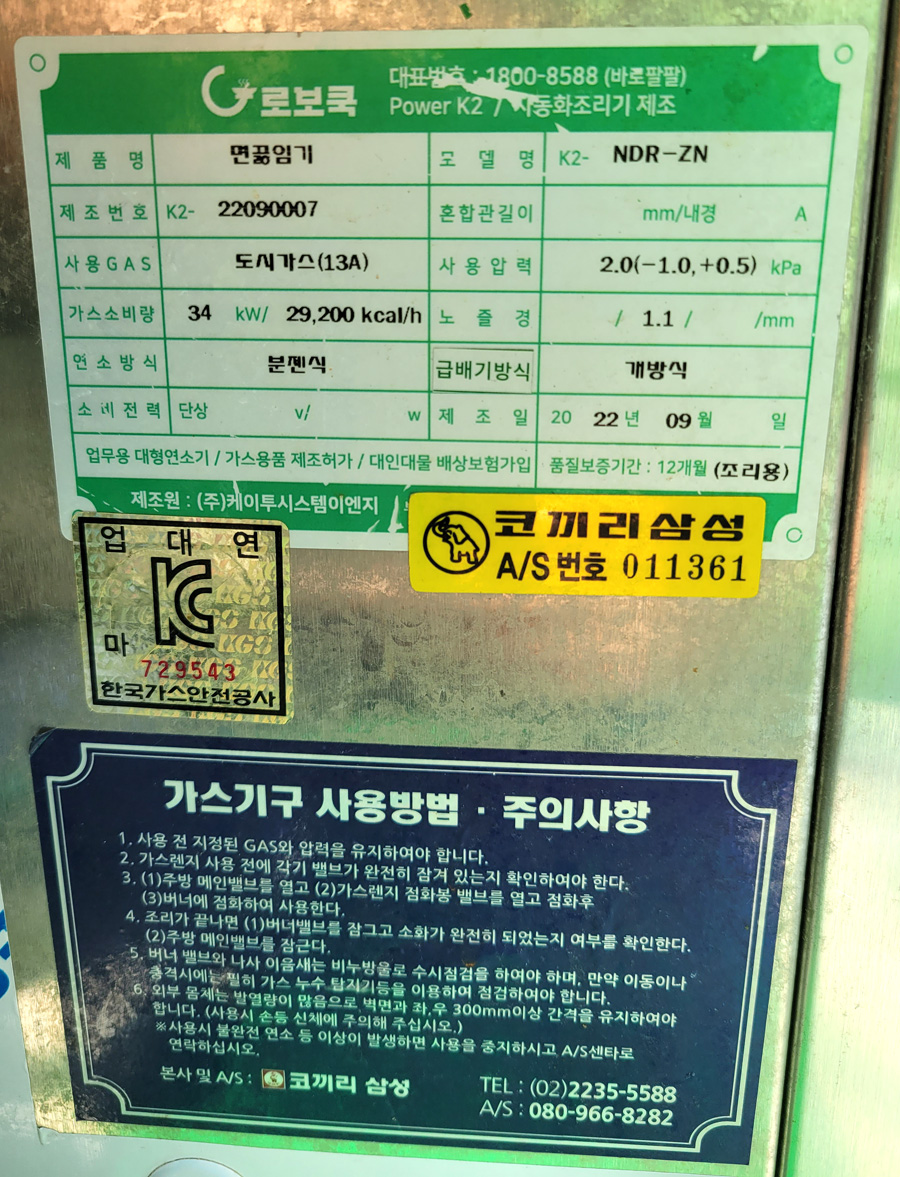 로보쿡
대표번호 : 1800-8588 (바로팔팔)
Power K2 / 자동화조리기 제조
제 품 명 면끓임기 모 델 명 K2- NDR-ZN
제 조 번 호 K2- 22090007 혼합관길이 mm/내경 A
사 용 G A S 도시가스(13A) 사 용 압 력 2.0(-1.0,+0.5) kPa
가스소비량 34 kW/ 29,200 kcal/h 노 즐 경 / 1.1 / /mm
연 소 방 식 분젠식 급배기방식 개방식
소 비 전 력 단상 v/ w 제 조 일 20 22 년 09 월 일
업무용 대형연소기 / 가스용품 제조허가 / 대인대물 배상보험가입 품질보증기간 : 12개월 (조리용)
제조원 : (주)케이투시스템이엔지
코끼리삼성
A/S 번호 011361
업 대 연
KC
마
729543
한국가스안전공사
가스기구 사용방법 · 주의사항
1. 사용 전 지정된 GAS와 압력을 유지하여야 합니다.
2. 가스렌지 사용 전에 각기 밸브가 완전히 잠겨 있는지 확인하여야 한다.
3. (1)주방 메인밸브를 열고 (2)가스렌지 점화봉 밸브를 열고 점화후
(3)버너에 점화하여 사용한다.
4. 조리가 끝나면 (1)버너밸브를 잠그고 소화가 완전히 되었는지 여부를 확인한다.
(2)주방 메인밸브를 잠근다.
5. 버너 밸브와 나사 이음새는 비누방울로 수시점검을 하여야 하며, 만약 이동이나
충격시에는 필히 가스 누수 탐지기등을 이용하여 점검하여야 합니다.
6. 외부 몸체는 발열량이 많음으로 벽면과 좌,우 300mm이상 간격을 유지하여야
합니다. (사용시 손등 신체에 주의해 주십시오.)
※사용시 불완전 연소 등 이상이 발생하면 사용을 중지하시고 A/S센타로
연락하십시오.
본사 및 A/S : 코끼리 삼성
TEL : (02)2235-5588
A/S : 080-966-8282